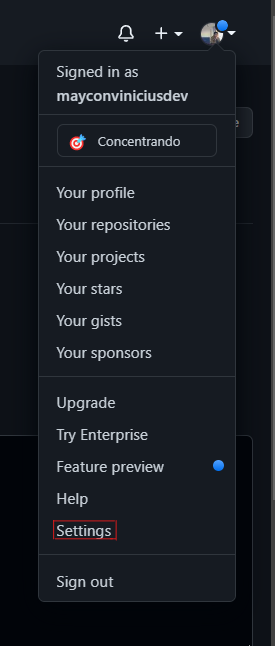 Signed in as
mayconviniciusdev
Concentrando
Your profile
Your repositories
Your projects
Your stars
Your gists
Your sponsors
Upgrade
Try Enterprise
Feature preview
Help
Settings
Sign out